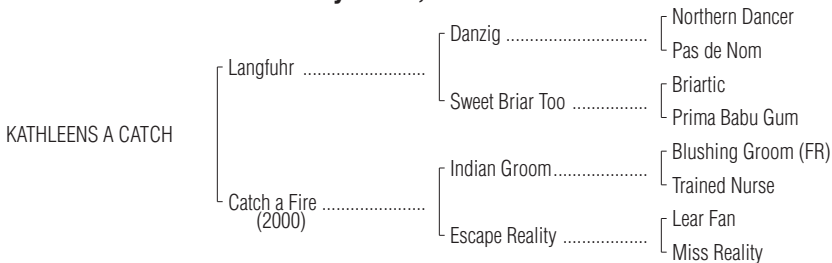 Northern Dancer
Danzig ..............................
Pas de Nom
Langfuhr ..........................
Briartic
Sweet Briar Too ................
Prima Babu Gum
KATHLEENS A CATCH
Blushing Groom (FR)
Indian Groom....................
Trained Nurse
Catch a Fire ......................
(2000)
Lear Fan
Escape Reality ..................
Miss Reality